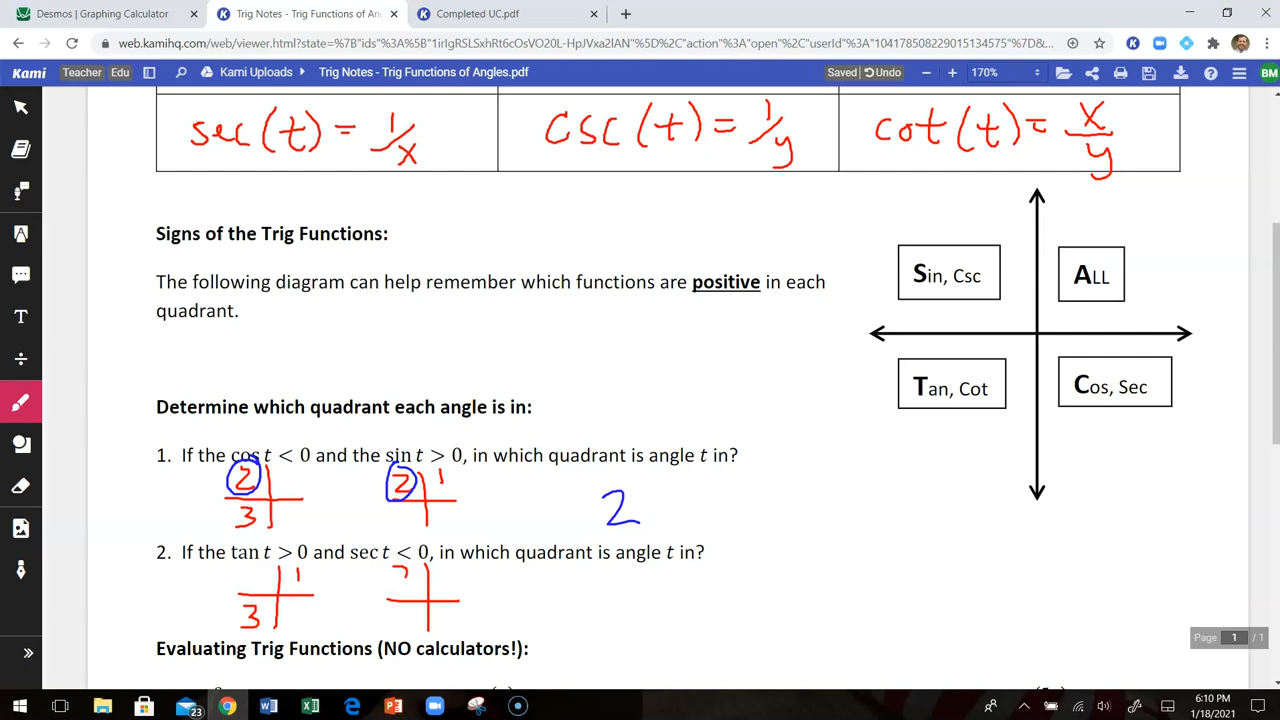 Desmos | Graphing Calculator
Trig Notes - Trig Functions of An
Completed UC.pdf
web.kamihq.com/web/viewer.html?state=%7B"ids"%3A%5B"1irIgRSLSxhRt6OsVO20L-HpJVxa2lAN"%5D%2C"action"%3A"open"%2C"userId"%3A"104178508229015134575"%7D&...
Kami Teacher Edu Kami Uploads Trig Notes - Trig Functions of Angles.pdf Saved Undo 170% BM
sec(t) = 1/x
csc(t) = 1/y
cot(t) = x/y
Signs of the Trig Functions:
The following diagram can help remember which functions are positive in each
quadrant.
Sin, Csc
ALL
Tan, Cot
Cos, Sec
Determine which quadrant each angle is in:
1. If the cos t < 0 and the sin t > 0, in which quadrant is angle t in?
2 2 1
3 2
2. If the tan t > 0 and sec t < 0, in which quadrant is angle t in?
1
3
Evaluating Trig Functions (NO calculators!):
Page 1 / 1
23
6:10 PM
1/18/2021